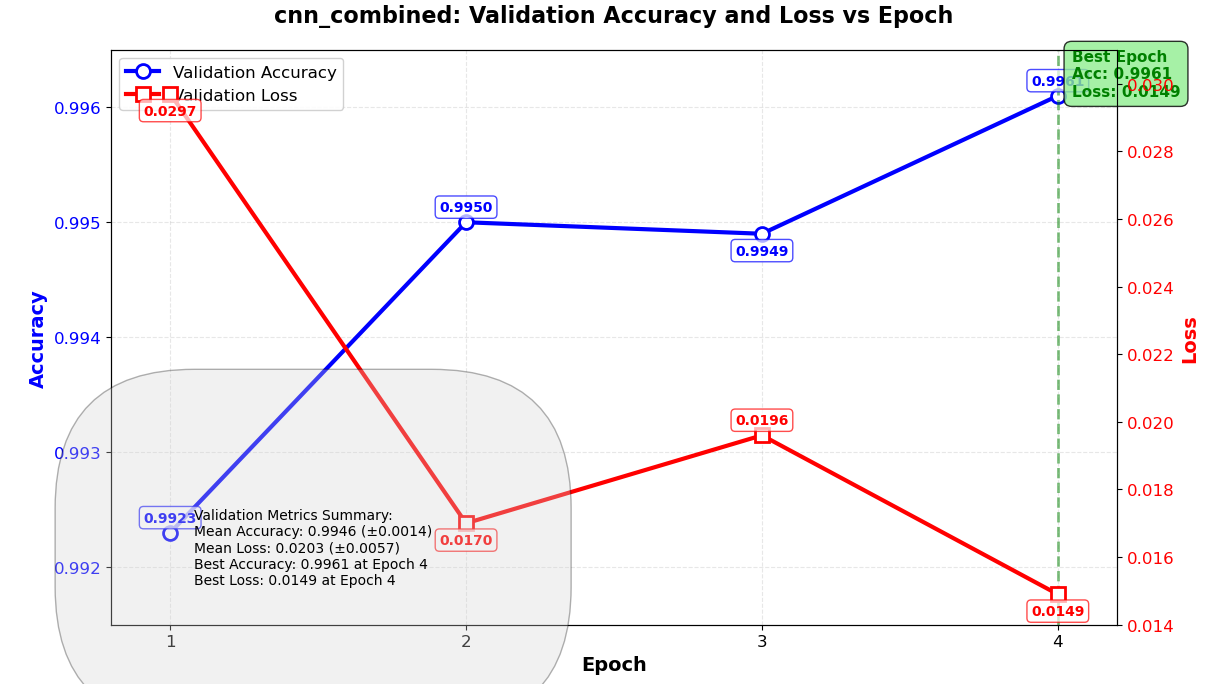 cnn_combined: Validation Accuracy and Loss vs Epoch
Validation Accuracy
Validation Loss
Best Epoch
Acc: 0.9961
Loss: 0.0149
0.9961
0.0297
0.9950
0.9949
0.9923
0.0170
0.0196
0.0149
Accuracy
0.996
0.995
0.994
0.993
0.992
Loss
0.030
0.028
0.026
0.024
0.022
0.020
0.018
0.016
0.014
Validation Metrics Summary:
Mean Accuracy: 0.9946 (±0.0014)
Mean Loss: 0.0203 (±0.0057)
Best Accuracy: 0.9961 at Epoch 4
Best Loss: 0.0149 at Epoch 4
1
2
3
4
Epoch